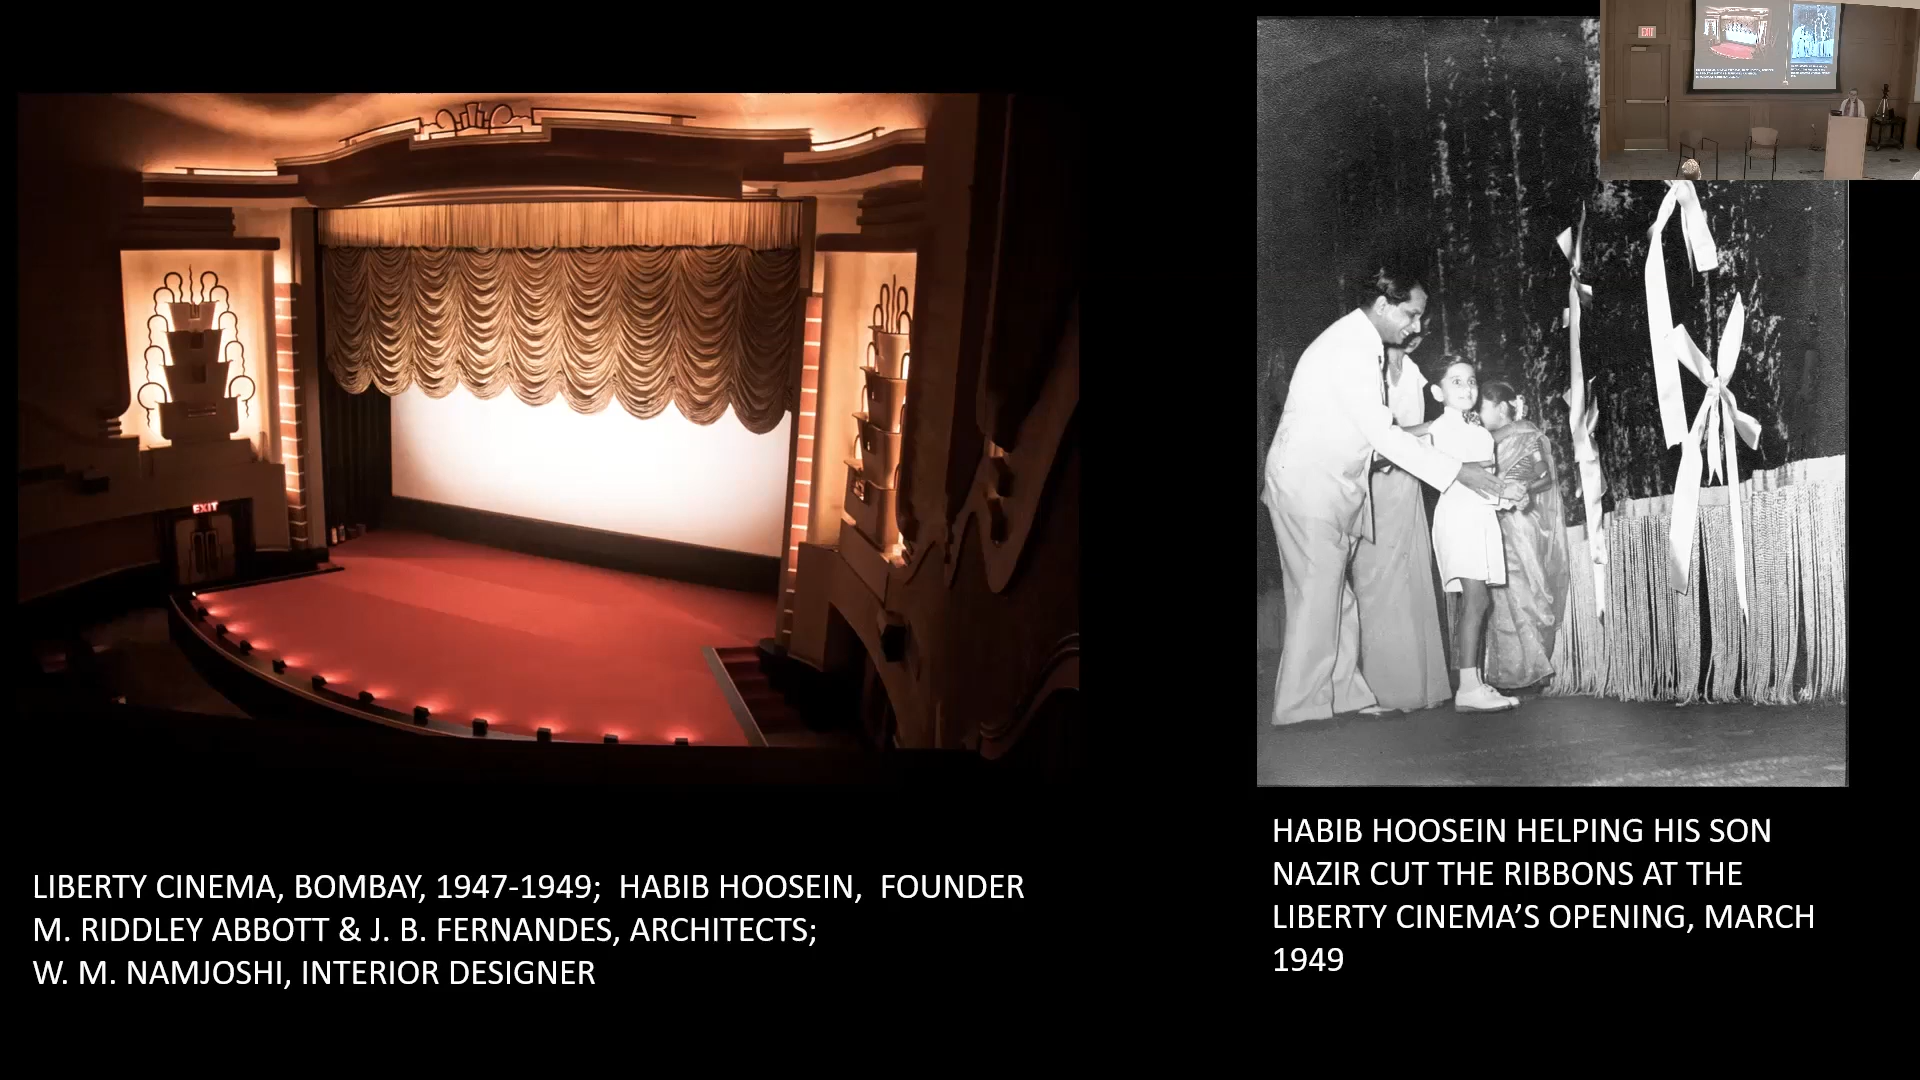 EXIT
LIBERTY CINEMA, BOMBAY, 1947-1949;  HABIB HOOSEIN,  FOUNDER
M. RIDDLEY ABBOTT & J. B. FERNANDES, ARCHITECTS;
W. M. NAMJOSHI, INTERIOR DESIGNER
EXIT
HABIB HOOSEIN HELPING HIS SON
NAZIR CUT THE RIBBONS AT THE
LIBERTY CINEMA’S OPENING, MARCH
1949